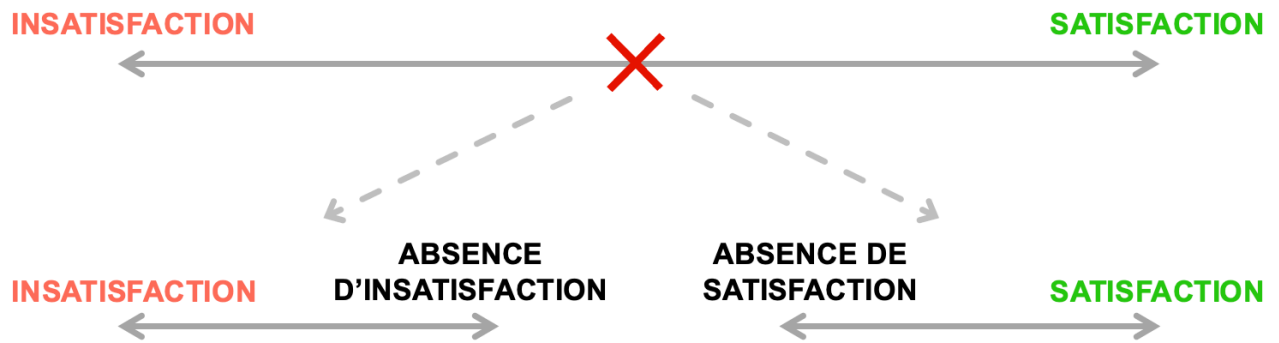 INSATISFACTION
SATISFACTION
ABSENCE
D’INSATISFACTION
ABSENCE DE
SATISFACTION
INSATISFACTION
SATISFACTION